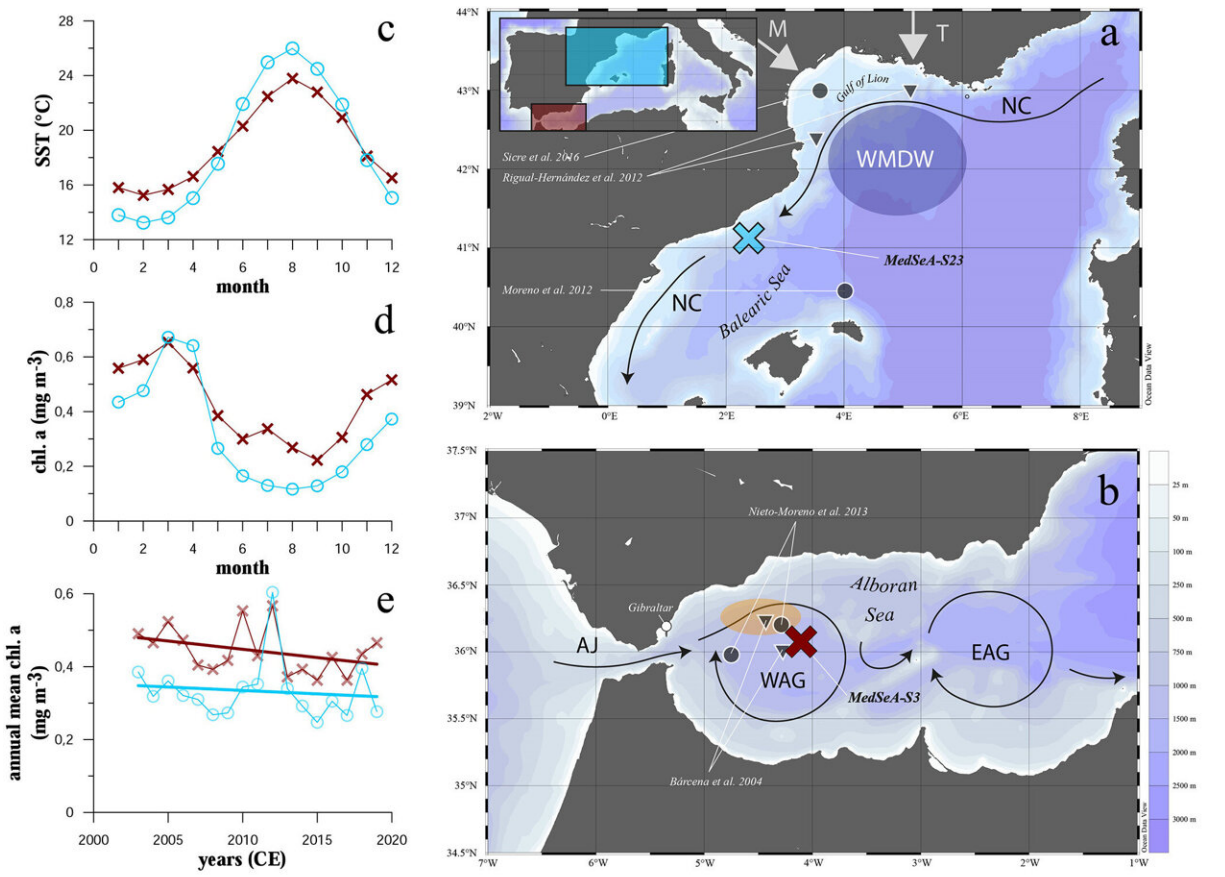 c
28
24
20
16
12
SST (°C)
0 2 4 6 8 10 12
month
d
0,8
0,6
0,4
0,2
0
chl. a (mg m⁻³)
0 2 4 6 8 10 12
month
e
0,6
0,4
0,2
0
annual mean chl. a
(mg m⁻³)
2000 2005 2010 2015 2020
years (CE)
a
44°N
43°N
42°N
41°N
40°N
39°N
M
T
Gulf of Lion
NC
WMDW
Sicre et al. 2016
Rigual-Hernández et al. 2012
MedSeA-S23
Moreno et al. 2012
NC
Balearic Sea
2°W 0° 2°E 4°E 6°E 8°E
Ocean Data View
b
37.5°N
37°N
36.5°N
36°N
35.5°N
35°N
34.5°N
Nieto-Moreno et al. 2013
Alboran
Sea
Gibraltar
AJ
WAG
EAG
MedSeA-S3
Bárcena et al. 2004
7°W 6°W 5°W 4°W 3°W 2°W 1°W
Ocean Data View
25 m
50 m
100 m
250 m
500 m
750 m
1000 m
1500 m
2000 m
2500 m
3000 m